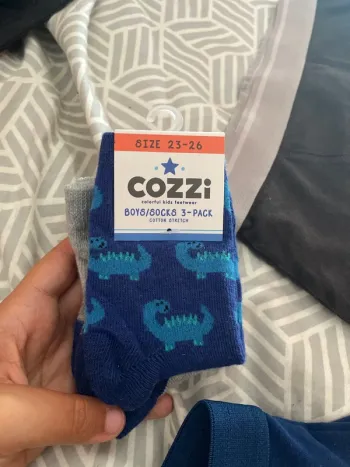 SIZE 23-26
COZZi
colorful kids footwear
BOYS/SOCKS 3-PACK
COTTON STRETCH